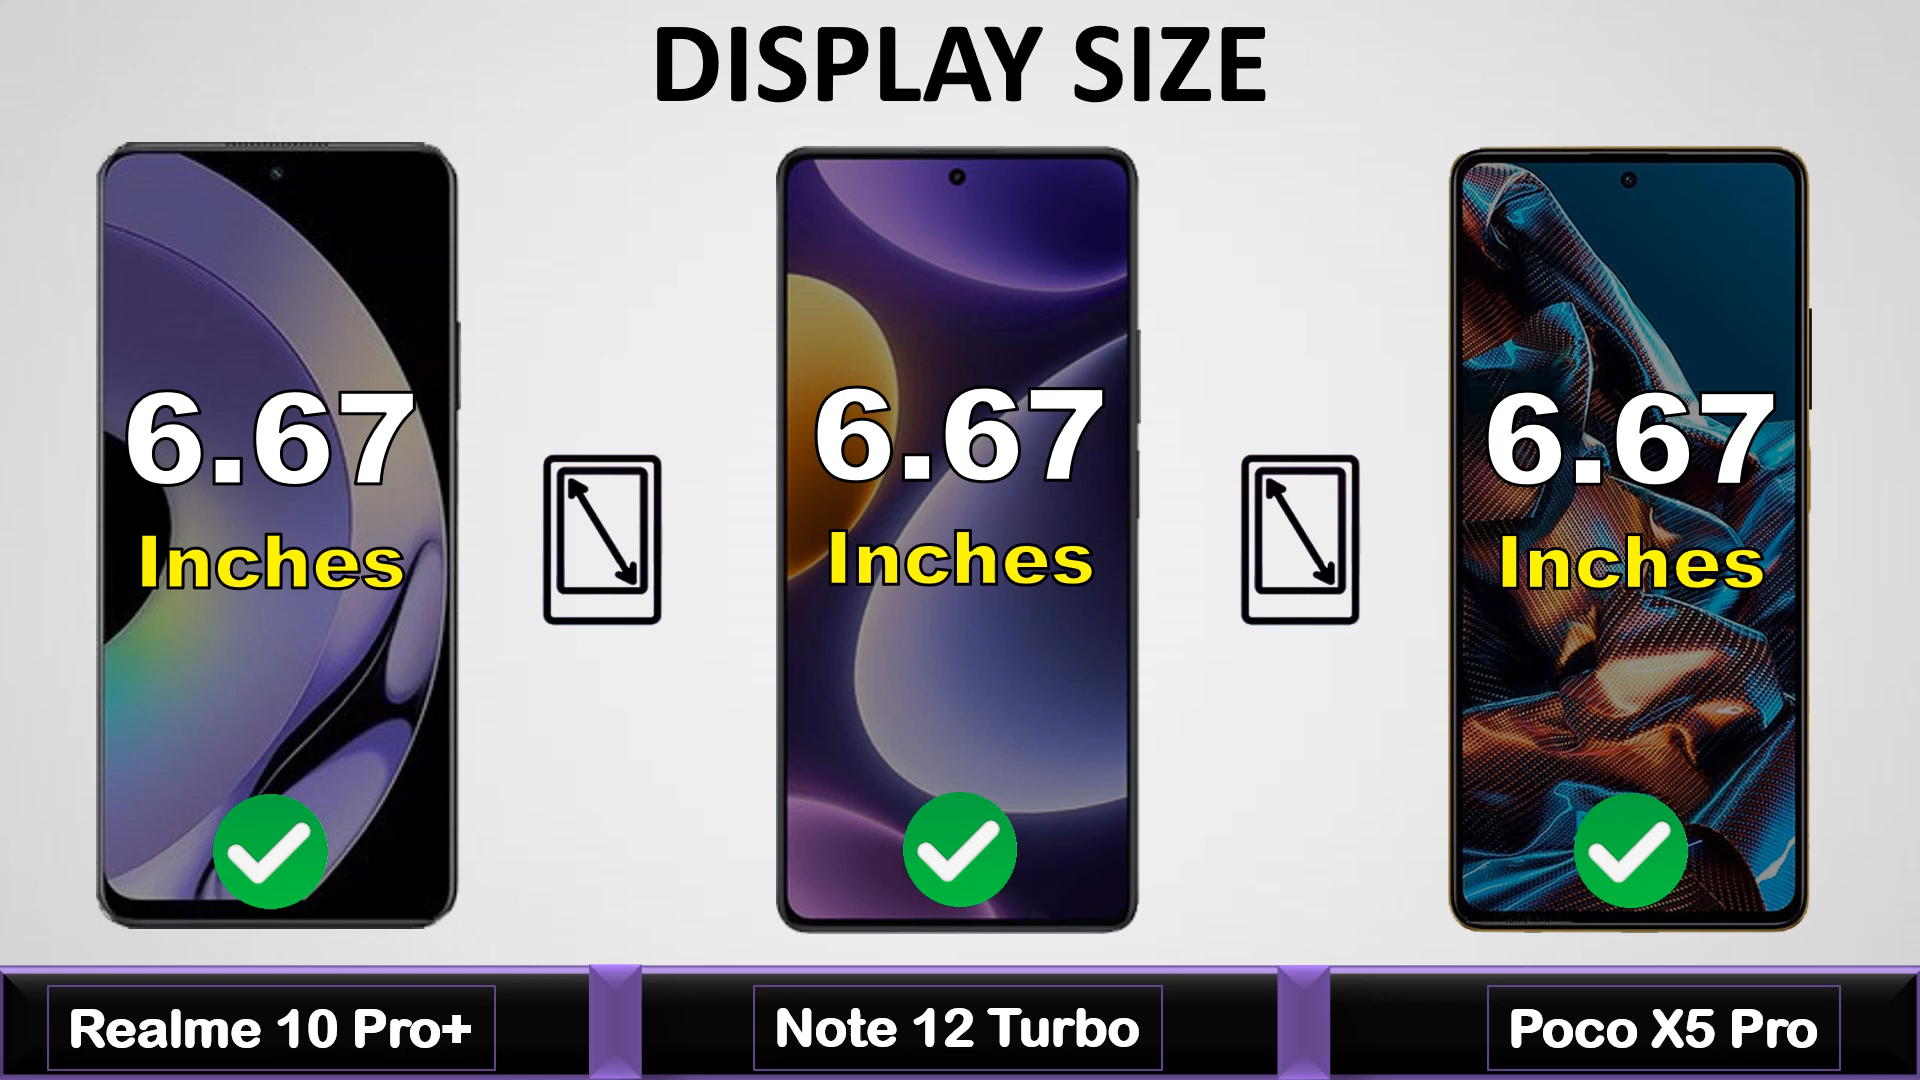 DISPLAY SIZE
6.67
Inches
6.67
Inches
6.67
Inches
Realme 10 Pro+
Note 12 Turbo
Poco X5 Pro